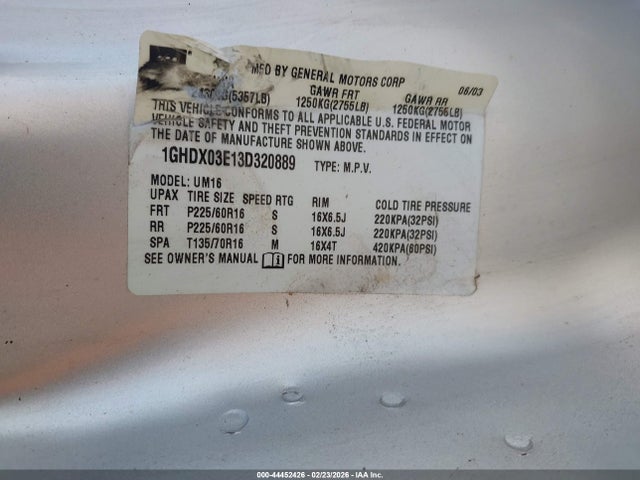 MFD BY GENERAL MOTORS CORP
06/03
(5357LB)
GAWR FRT
GAWR RR
1250KG(2755LB)
1250KG(2755LB)
THIS VEHICLE CONFORMS TO ALL APPLICABLE U.S. FEDERAL MOTOR
VEHICLE SAFETY AND THEFT PREVENTION STANDARDS IN EFFECT ON
THE DATE OF MANUFACTURE SHOWN ABOVE.
1GHDX03E13D320889 TYPE: M.P.V.
MODEL: UM16
UPAX TIRE SIZE SPEED RTG RIM COLD TIRE PRESSURE
FRT P225/60R16 S 16X6.5J 220KPA(32PSI)
RR P225/60R16 S 16X6.5J 220KPA(32PSI)
SPA T135/70R16 M 16X4T 420KPA(60PSI)
SEE OWNER'S MANUAL FOR MORE INFORMATION.
000-44452426 - 02/23/2026 - IAA Holdings, LLC.